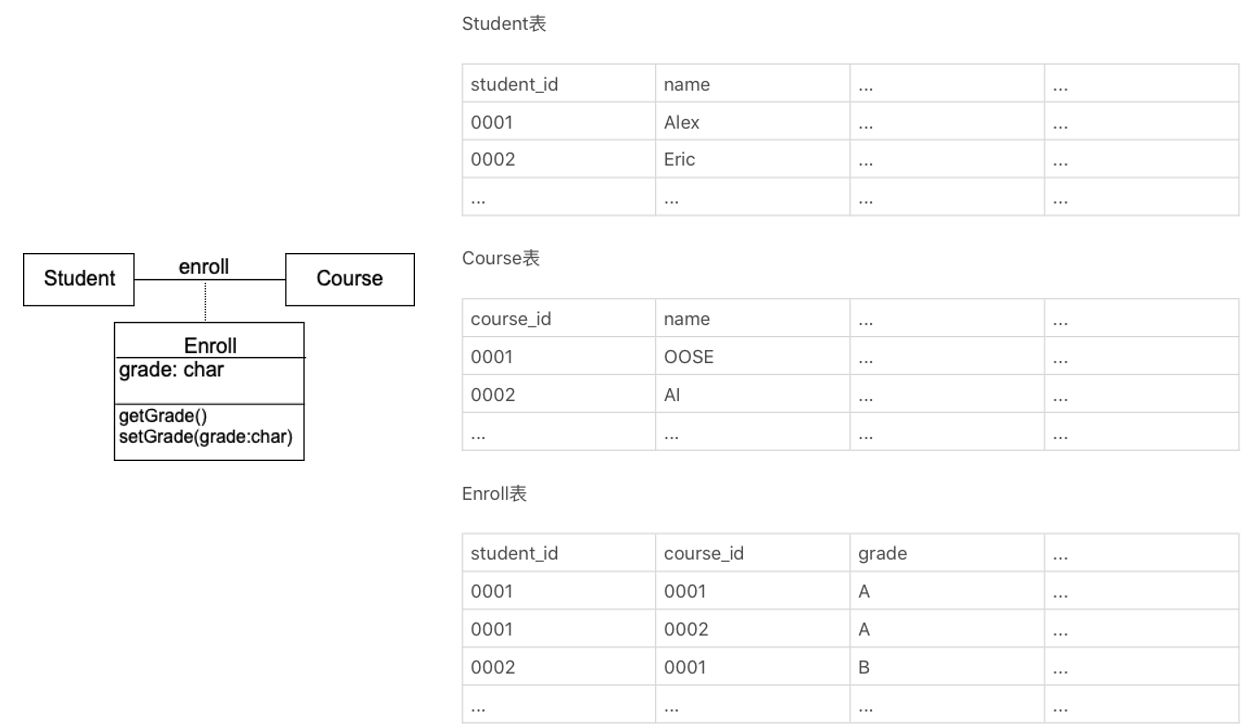 Student
enroll
Course
Enroll
grade: char
getGrade()
setGrade(grade:char)
Student表
student_id name ... ...
0001 Alex ... ...
0002 Eric ... ...
... ... ... ...
Course表
course_id name ... ...
0001 OOSE ... ...
0002 AI ... ...
... ... ... ...
Enroll表
student_id course_id grade ...
0001 0001 A ...
0001 0002 A ...
0002 0001 B ...
... ... ... ...